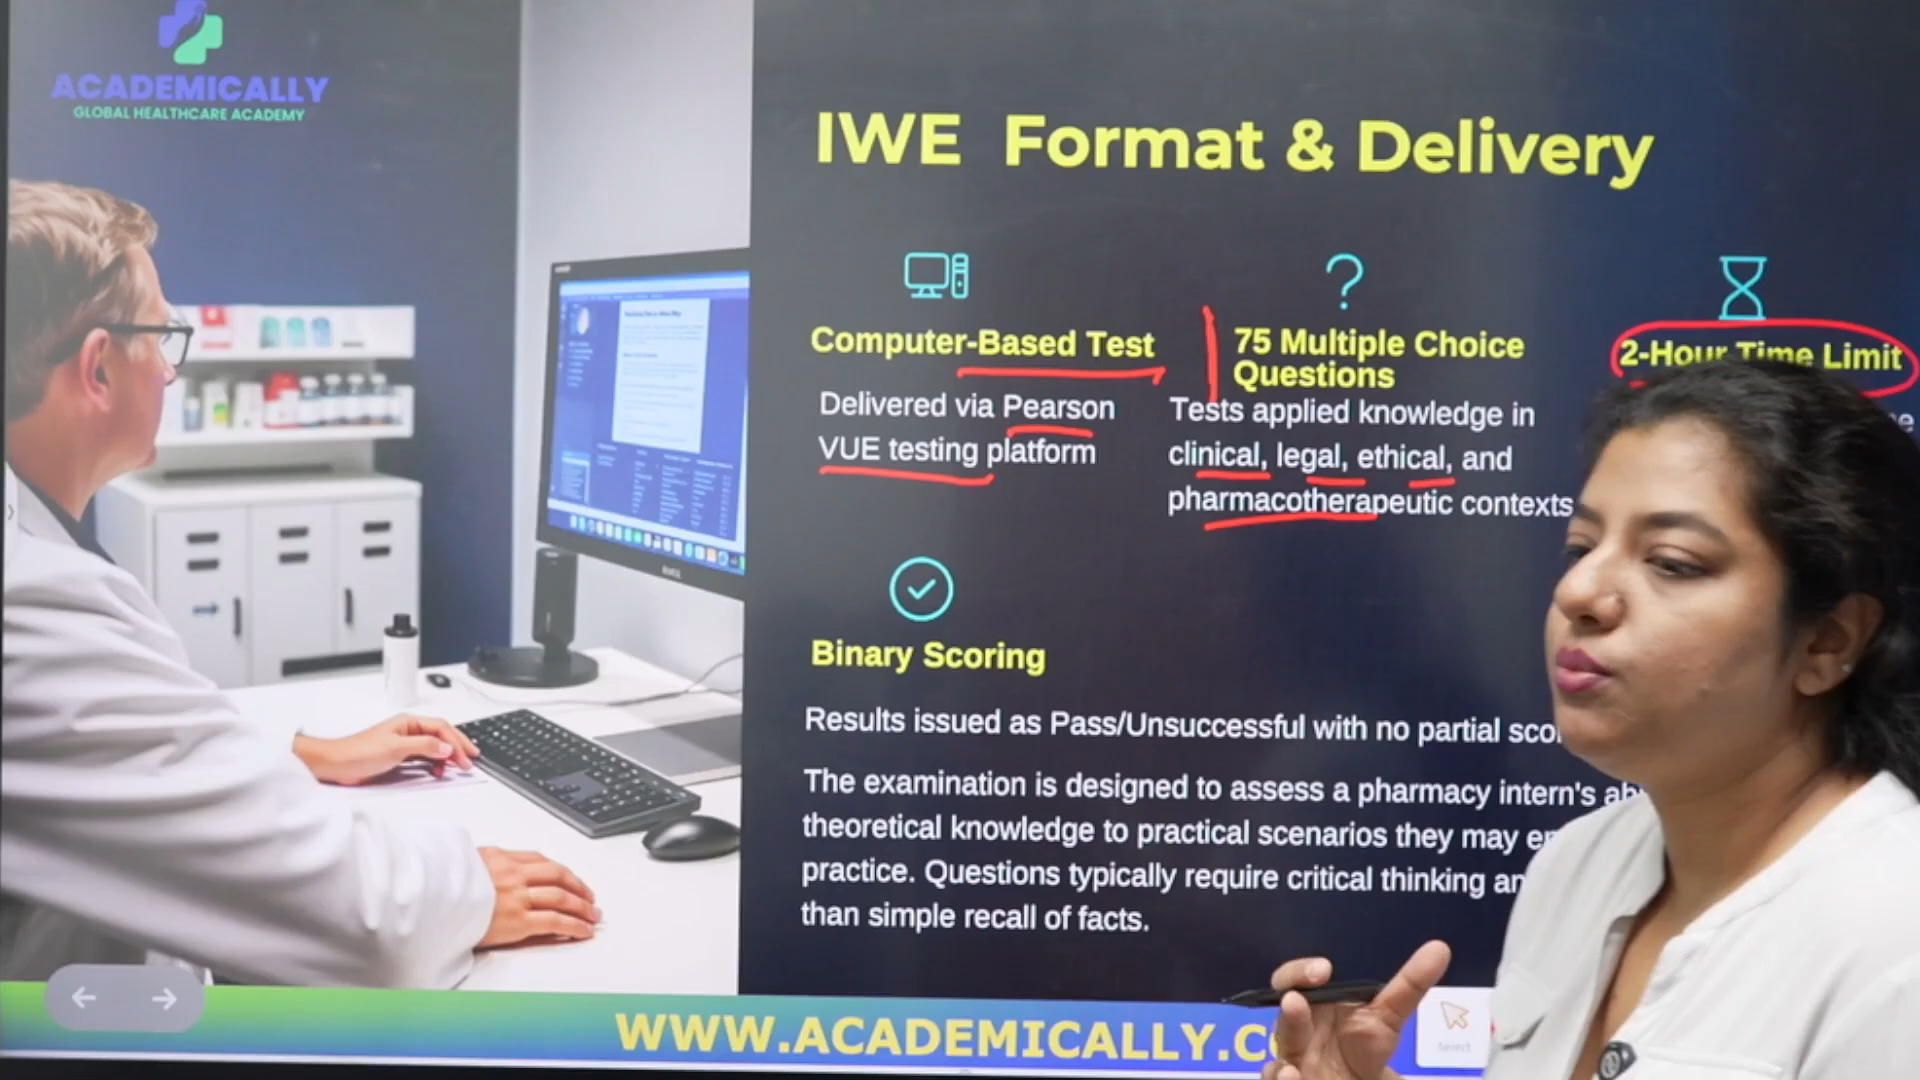 ACADEMICALLY
GLOBAL HEALTHCARE ACADEMY
IWE Format & Delivery
Computer-Based Test
Delivered via Pearson
VUE testing platform
75 Multiple Choice
Questions
Tests applied knowledge in
clinical, legal, ethical, and
pharmacotherapeutic contexts
2-Hour Time Limit
Binary Scoring
Results issued as Pass/Unsuccessful with no partial
The examination is designed to assess a pharmacy intern's
theoretical knowledge to practical scenarios they may
practice. Questions typically require critical thinking
than simple recall of facts.
WWW.ACADEMICALLY.C
Select